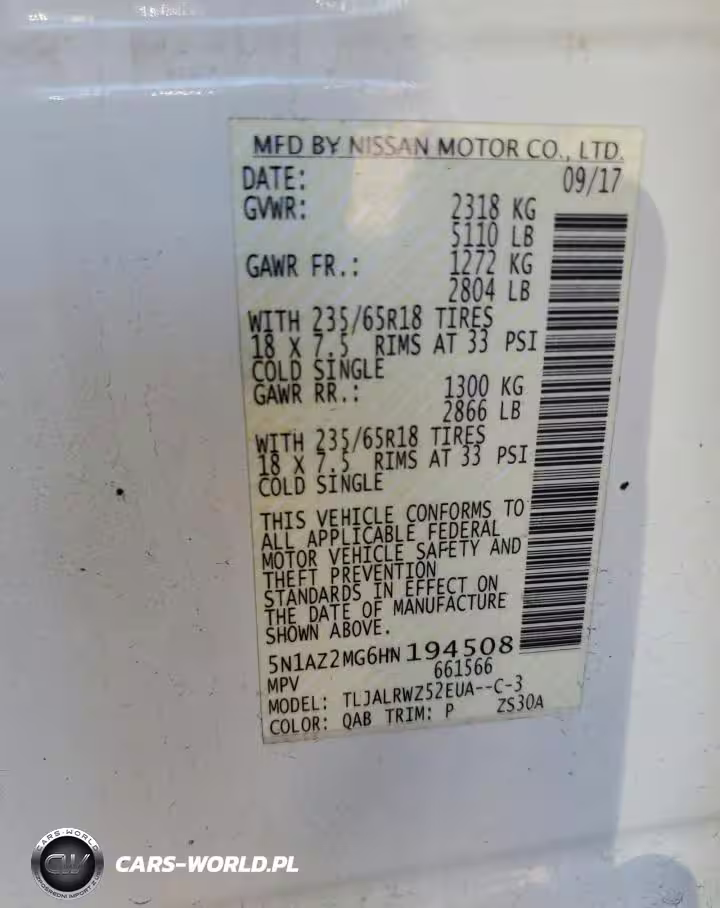 MFD BY NISSAN MOTOR CO., LTD.
DATE: 09/17
GVWR: 2318 KG
5110 LB
GAWR FR.: 1272 KG
2804 LB
WITH 235/65R18 TIRES
18 X 7.5 RIMS AT 33 PSI
COLD SINGLE
GAWR RR.: 1300 KG
2866 LB
WITH 235/65R18 TIRES
18 X 7.5 RIMS AT 33 PSI
COLD SINGLE
THIS VEHICLE CONFORMS TO
ALL APPLICABLE FEDERAL
MOTOR VEHICLE SAFETY AND
THEFT PREVENTION
STANDARDS IN EFFECT ON
THE DATE OF MANUFACTURE
SHOWN ABOVE.
5N1AZ2MG6HN194508
MPV 661566
MODEL: TLJALRWZ52EUA--C-3
COLOR: QAB TRIM: P ZS30A
CARS-WORLD
CW
CARS-WORLD.PL